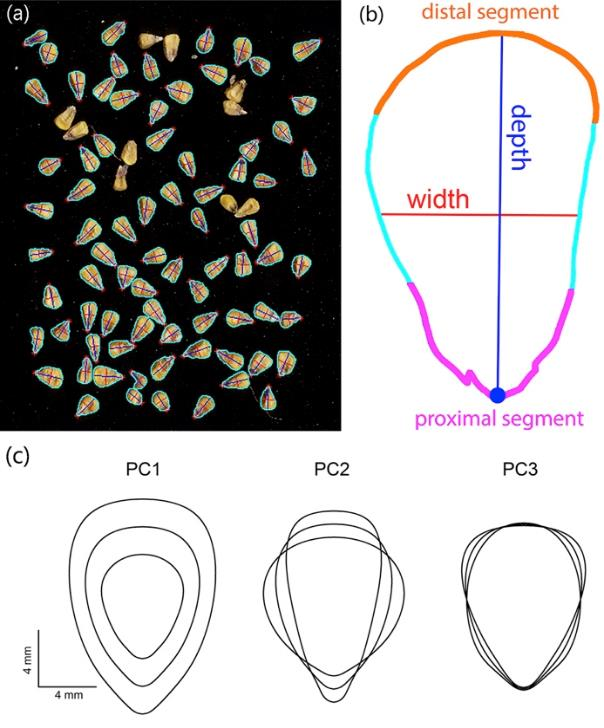 (a)
(b)
distal segment
depth
width
proximal segment
(c)
PC1 PC2 PC3
4 mm
4 mm